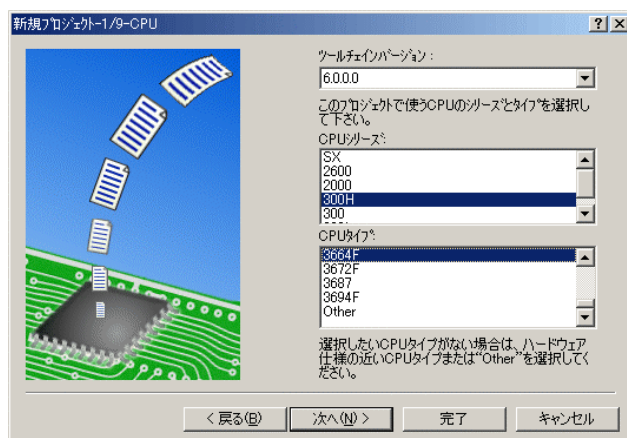 新規ﾌﾟﾛｼﾞｪｸﾄ-1/9-CPU
ﾂｰﾙﾁｪｲﾝﾊﾞｰｼﾞｮﾝ :
6.0.0.0
このﾌﾟﾛｼﾞｪｸﾄで使うCPUのｼﾘｰｽﾞとﾀｲﾌﾟを選択し
て下さい。
CPUｼﾘｰｽﾞ:
SX
2600
2000
300H
300
CPUﾀｲﾌﾟ:
3664F
3672F
3687
3694F
Other
選択したいCPUタイプがない場合は、ハードウェア
仕様の近いCPUタイプまたは“Other”を選択してく
ださい。
< 戻る(B)
次へ(N) >
完了
キャンセル